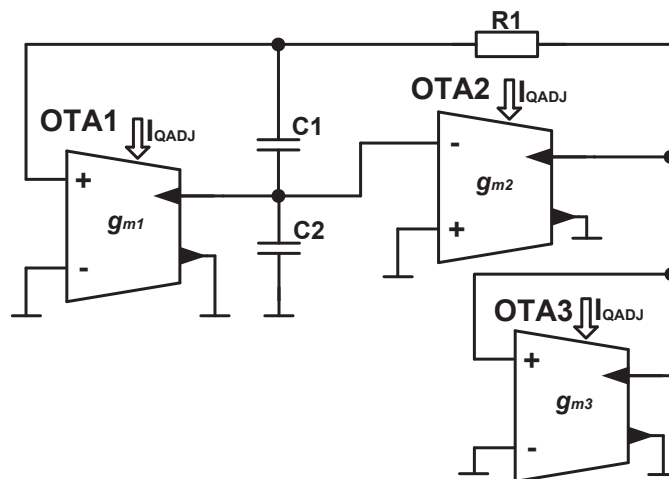 R1
OTA2
IQADJ
OTA1
IQADJ
C1
+
-
gm1
gm2
C2
-
+
OTA3
IQADJ
+
gm3
-